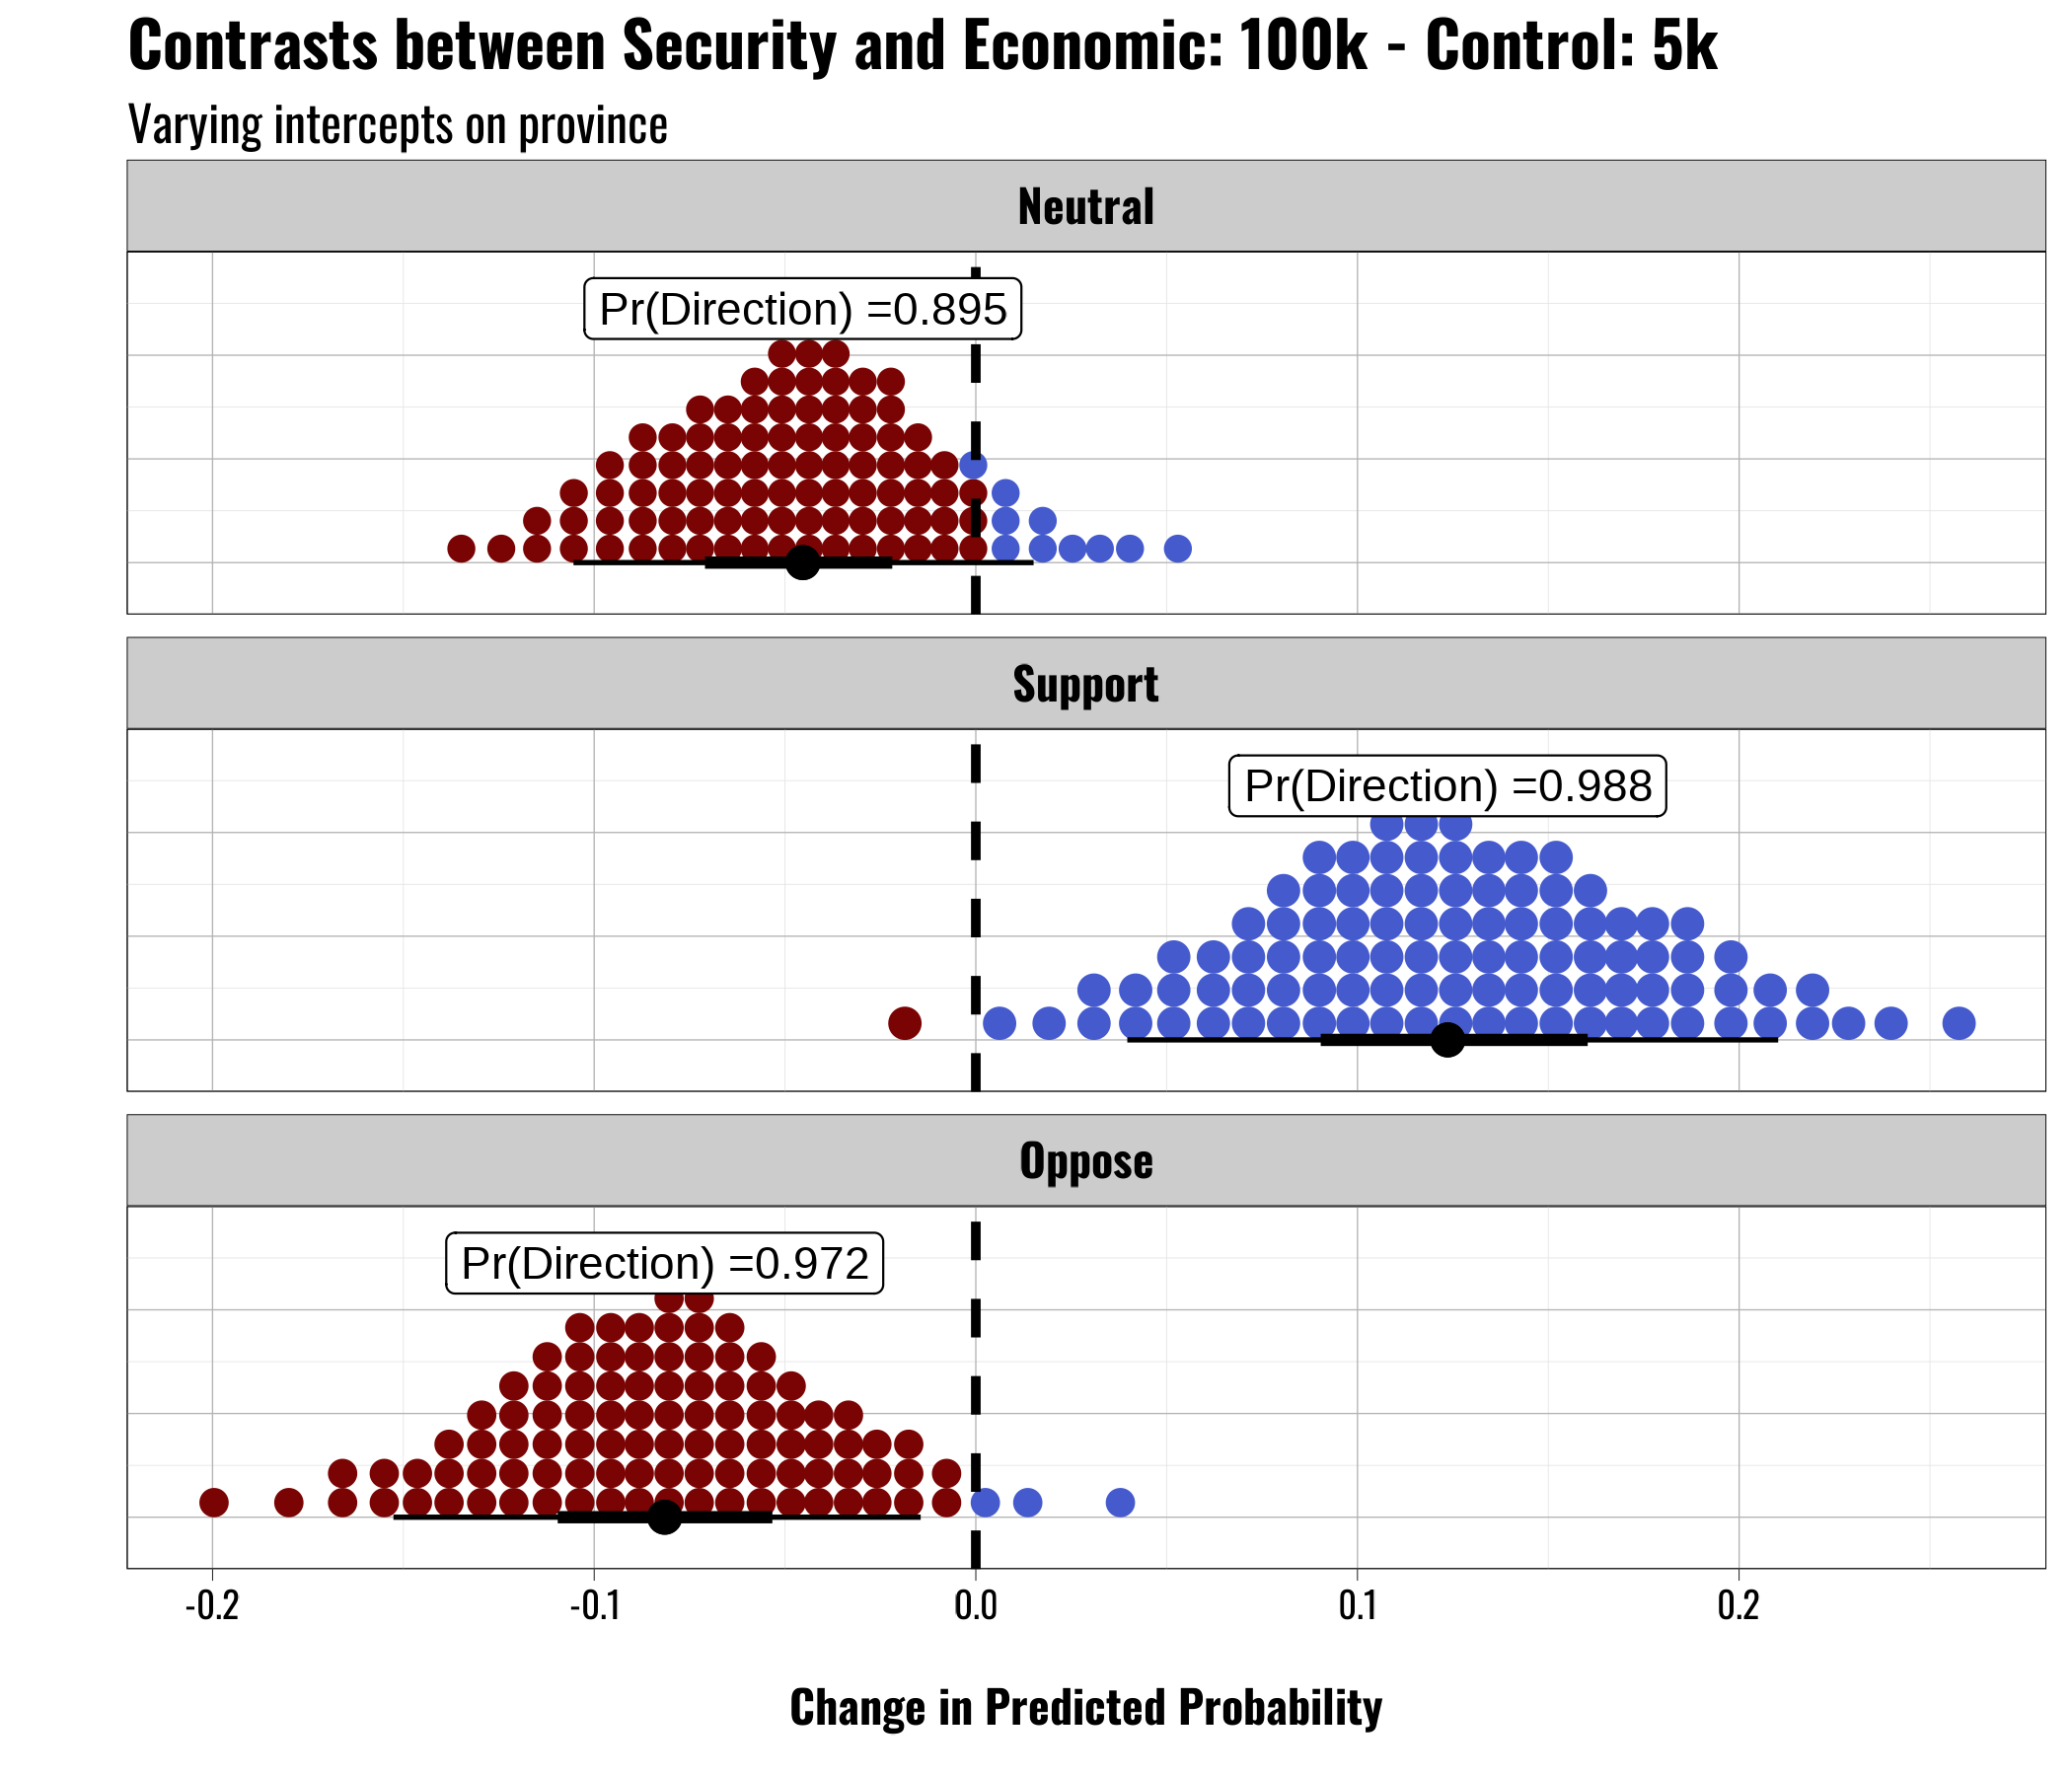 Contrasts between Security and Economic: 100k - Control: 5k
Varying intercepts on province
Neutral
Pr(Direction) =0.895
Support
Pr(Direction) =0.988
Oppose
Pr(Direction) =0.972
-0.2 -0.1 0.0 0.1 0.2
Change in Predicted Probability